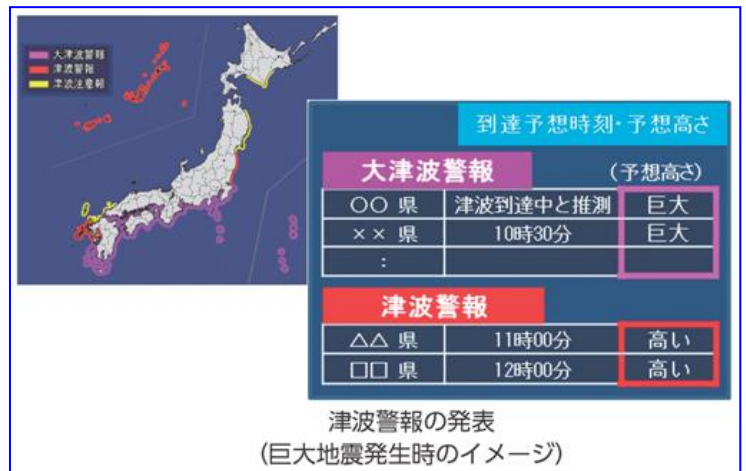 大津波警報
津波警報
津波注意報
到達予想時刻・予想高さ
大津波警報 (予想高さ)
○○ 県 津波到達中と推測 巨大
×× 県 10時30分 巨大
:
津波警報
△△ 県 11時00分 高い
□□ 県 12時00分 高い
津波警報の発表
(巨大地震発生時のイメージ)